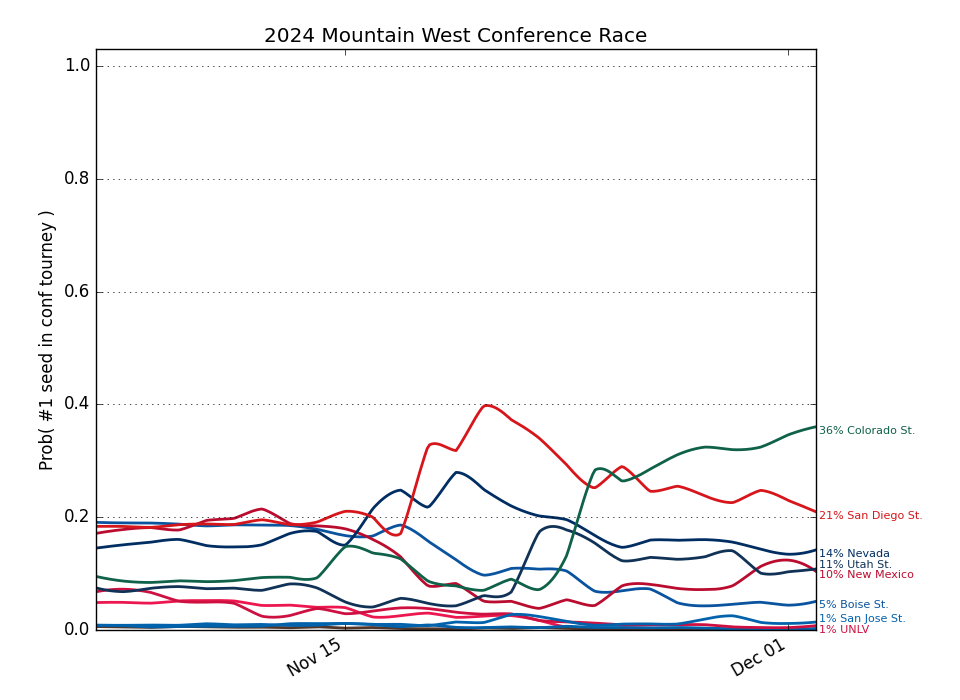 2024 Mountain West Conference Race
Prob( #1 seed in conf tourney )
1.0
0.8
0.6
0.4
0.2
0.0
Nov 15
Dec 01
36% Colorado St.
21% San Diego St.
14% Nevada
11% Utah St.
10% New Mexico
5% Boise St.
1% San Jose St.
1% UNLV